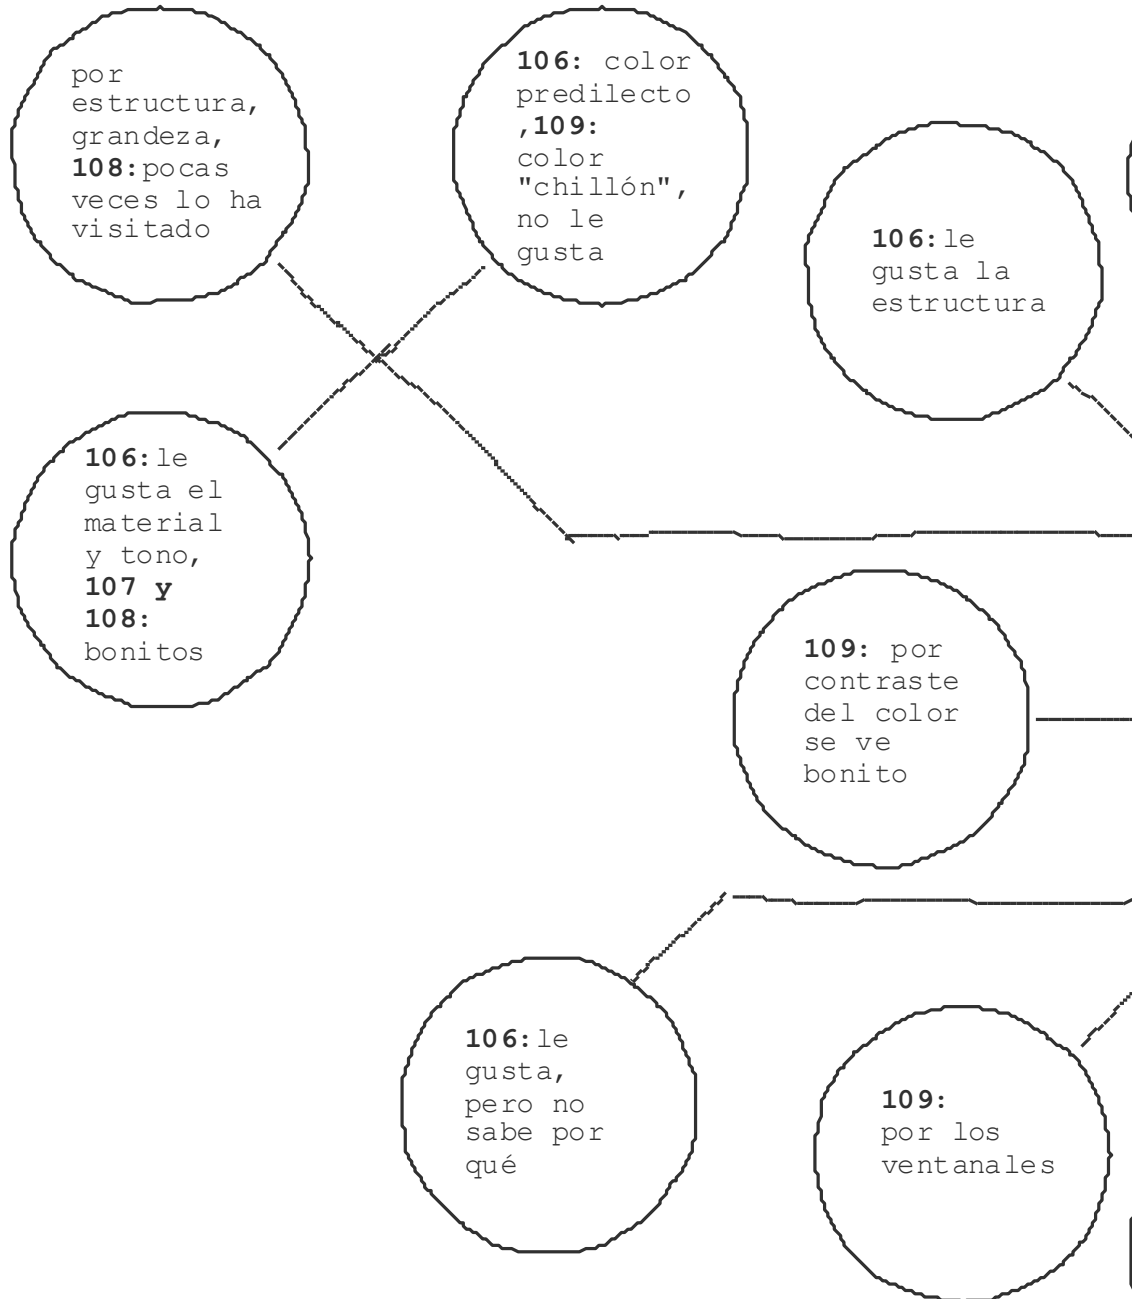 por
estructura,
grandeza,
108:pocas
veces lo ha
visitado
106: color
predilecto
,109:
color
"chillón",
no le
gusta
106:le
gusta la
estructura
106:le
gusta el
material
y tono,
107 y
108:
bonitos
109: por
contraste
del color
se ve
bonito
106:le
gusta,
pero no
sabe por
qué
109:
por los
ventanales